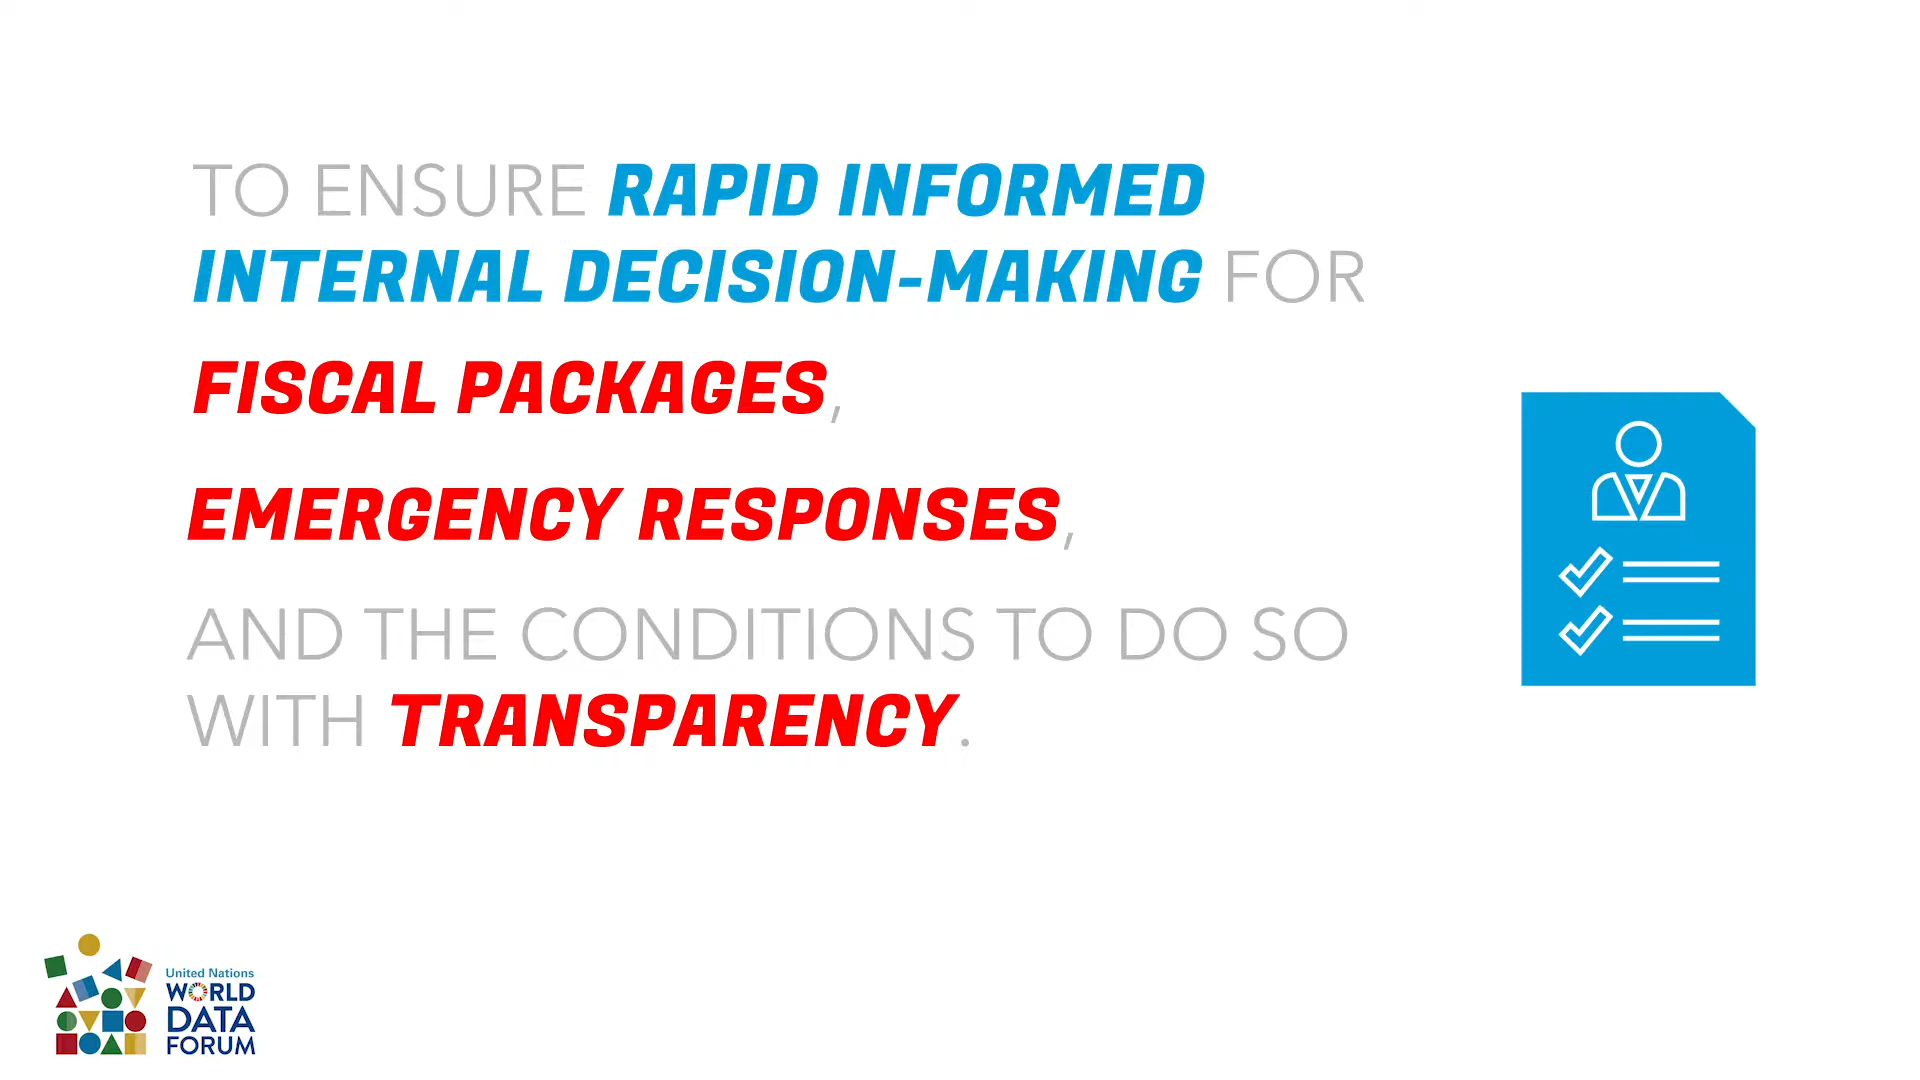 TO ENSURE RAPID INFORMED
INTERNAL DECISION-MAKING FOR
FISCAL PACKAGES,
EMERGENCY RESPONSES,
AND THE CONDITIONS TO DO SO
WITH TRANSPARENCY.
United Nations
WORLD
DATA
FORUM